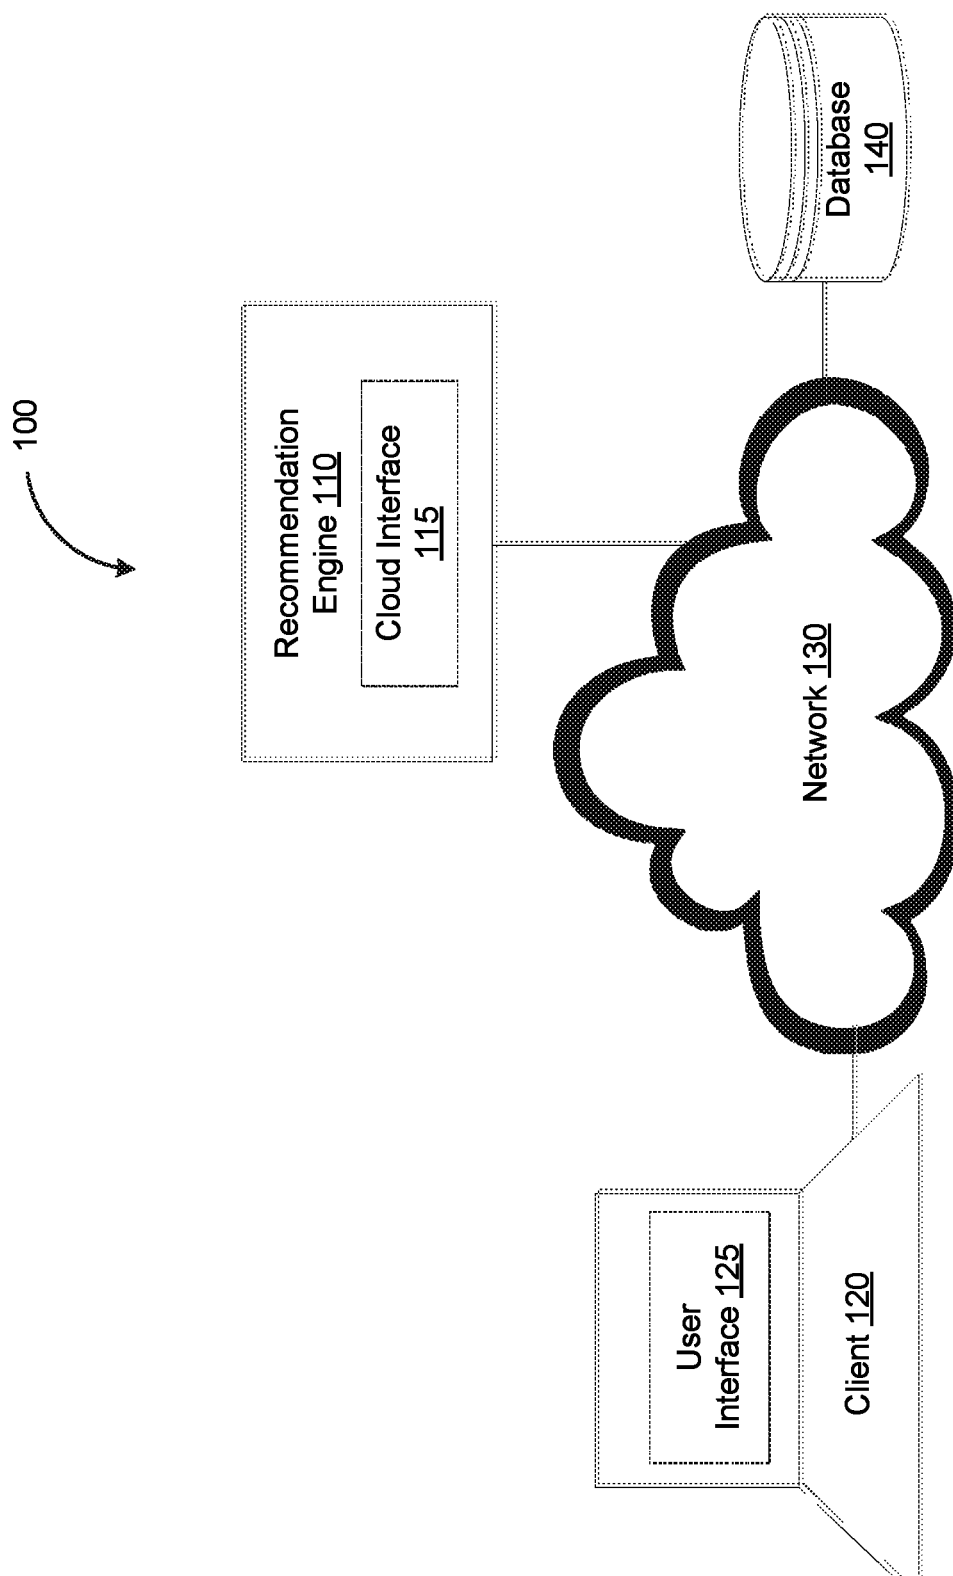 100
Recommendation
Engine 110
Cloud Interface
115
Network 130
Database
140
User
Interface 125
Client 120